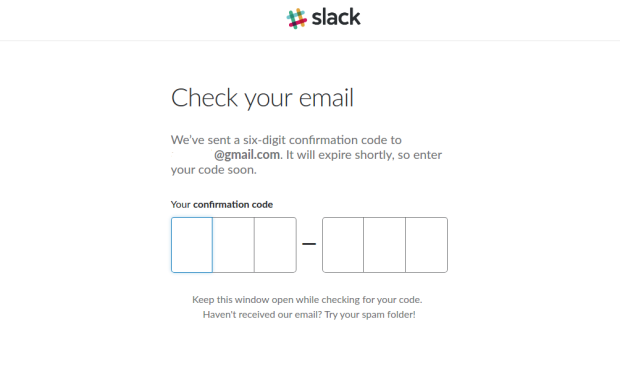 slack
Check your email
We've sent a six-digit confirmation code to
@gmail.com. It will expire shortly, so enter
your code soon.
Your confirmation code
–
Keep this window open while checking for your code.
Haven't received our email? Try your spam folder!